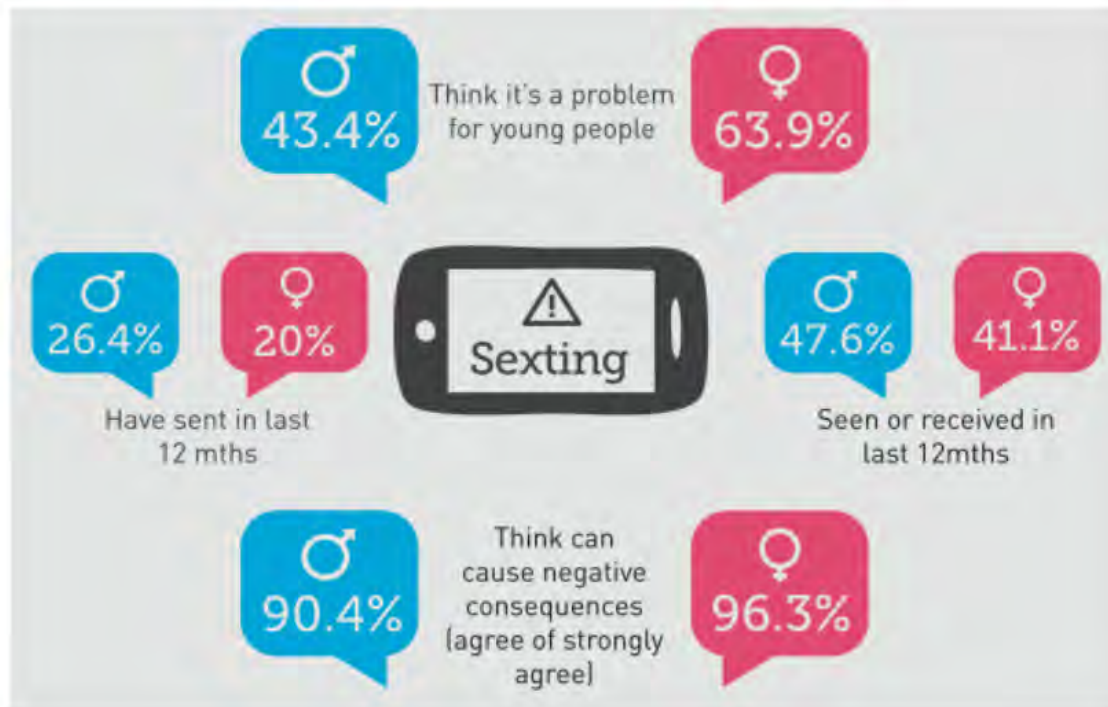 43.4%
Think it's a problem
for young people
63.9%
26.4%
20%
Have sent in last
12 mths
Sexting
47.6%
41.1%
Seen or received in
last 12mths
90.4%
Think can
cause negative
consequences
(agree of strongly
agree)
96.3%